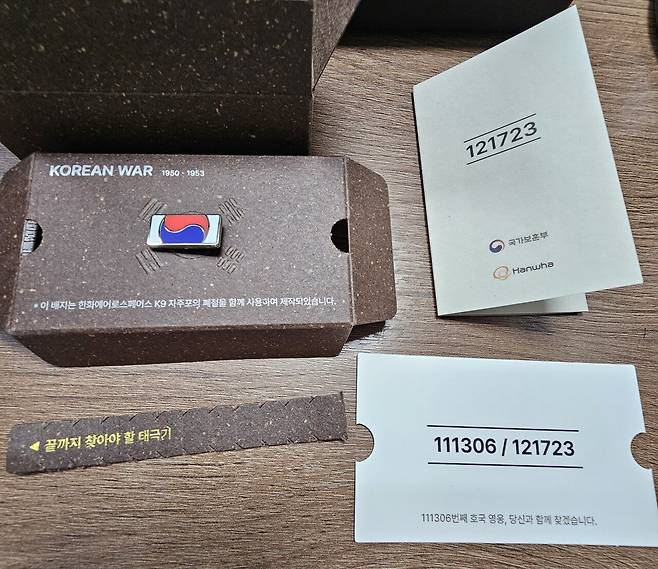 KOREAN WAR 1950 - 1953
* 이 배지는 한화에어로스페이스 K9 자주포의 폐철을 함께 사용하여 제작되었습니다.
◀ 끝까지 찾아야 할 태극기
121723
국가보훈부
Hanwha
111306 / 121723
111306번째 호국 영웅, 당신과 함께 찾겠습니다.